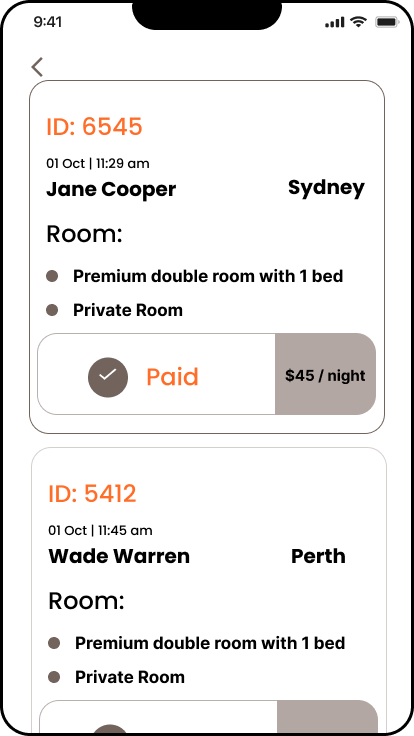 9:41
ID: 6545
01 Oct | 11:29 am
Jane Cooper
Sydney
Room:
Premium double room with 1 bed
Private Room
Paid
$45 / night
ID: 5412
01 Oct | 11:45 am
Wade Warren
Perth
Room:
Premium double room with 1 bed
Private Room